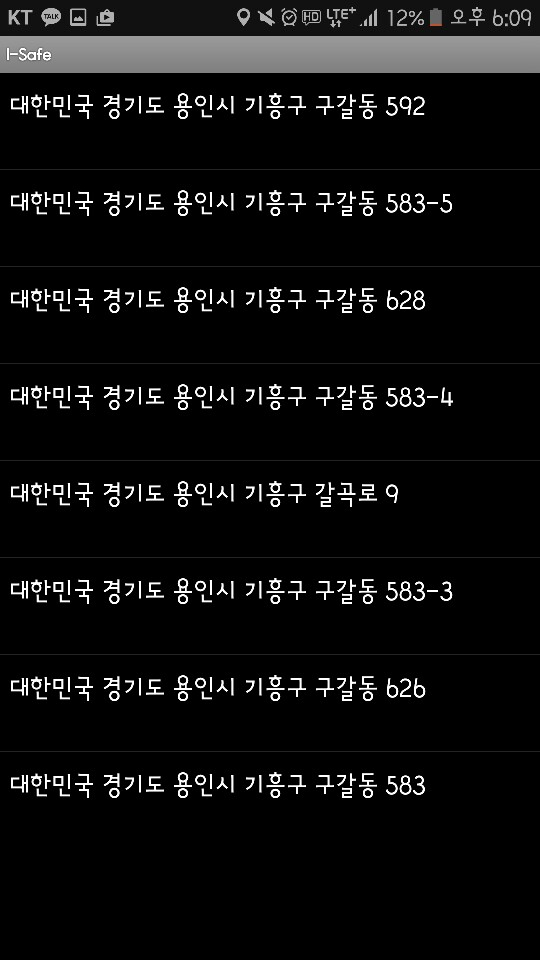 KT TALK HD LTE+ 12% 오후 6:09
I-Safe
대한민국 경기도 용인시 기흥구 구갈동 592
대한민국 경기도 용인시 기흥구 구갈동 583-5
대한민국 경기도 용인시 기흥구 구갈동 628
대한민국 경기도 용인시 기흥구 구갈동 583-4
대한민국 경기도 용인시 기흥구 갈곡로 9
대한민국 경기도 용인시 기흥구 구갈동 583-3
대한민국 경기도 용인시 기흥구 구갈동 626
대한민국 경기도 용인시 기흥구 구갈동 583